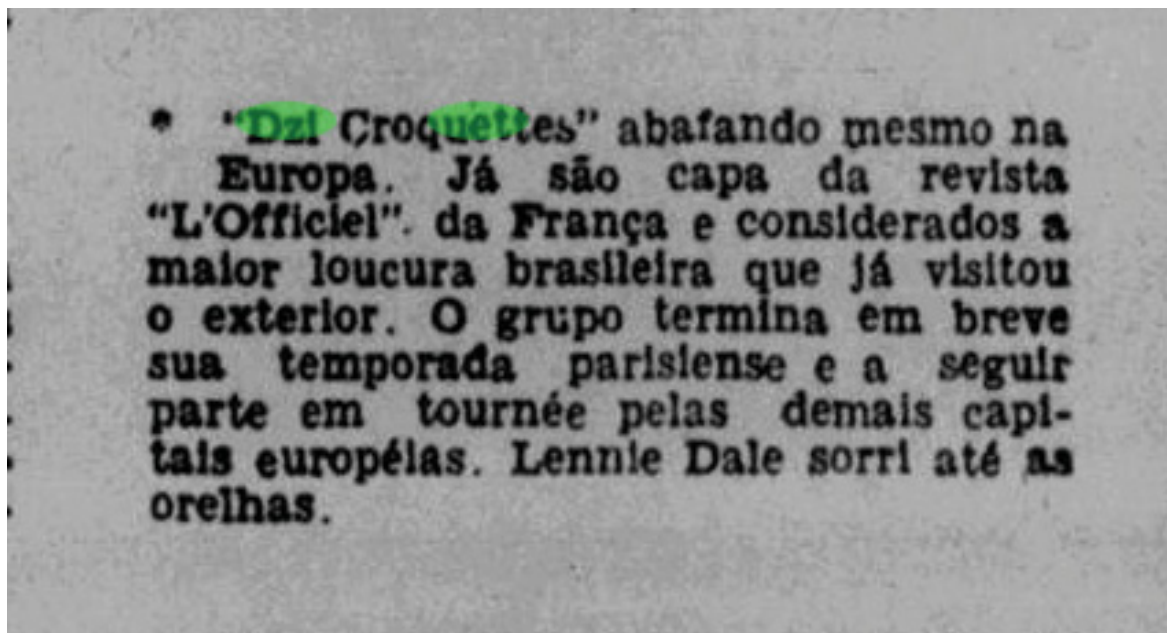 * "Dzi Croquettes" abafando mesmo na
Europa. Já são capa da revista
"L'Officiel". da França e considerados a
maior loucura brasileira que já visitou
o exterior. O grupo termina em breve
sua temporada parisiense e a seguir
parte em tournée pelas demais capi-
tais européias. Lennie Dale sorri até as
orelhas.